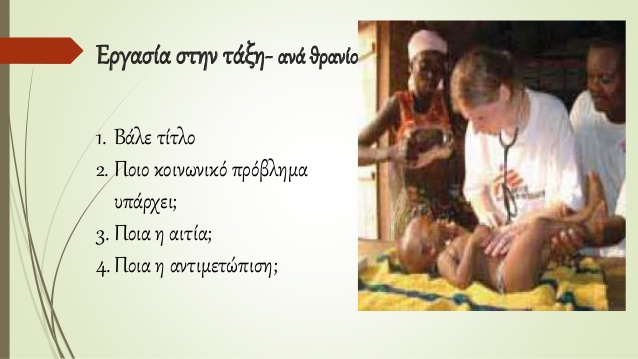 Εργασία στην τάξη- ανά θρανίο
1. Βάλε τίτλο
2. Ποιο κοινωνικό πρόβλημα
υπάρχει;
3. Ποια η αιτία;
4. Ποια η αντιμετώπιση;